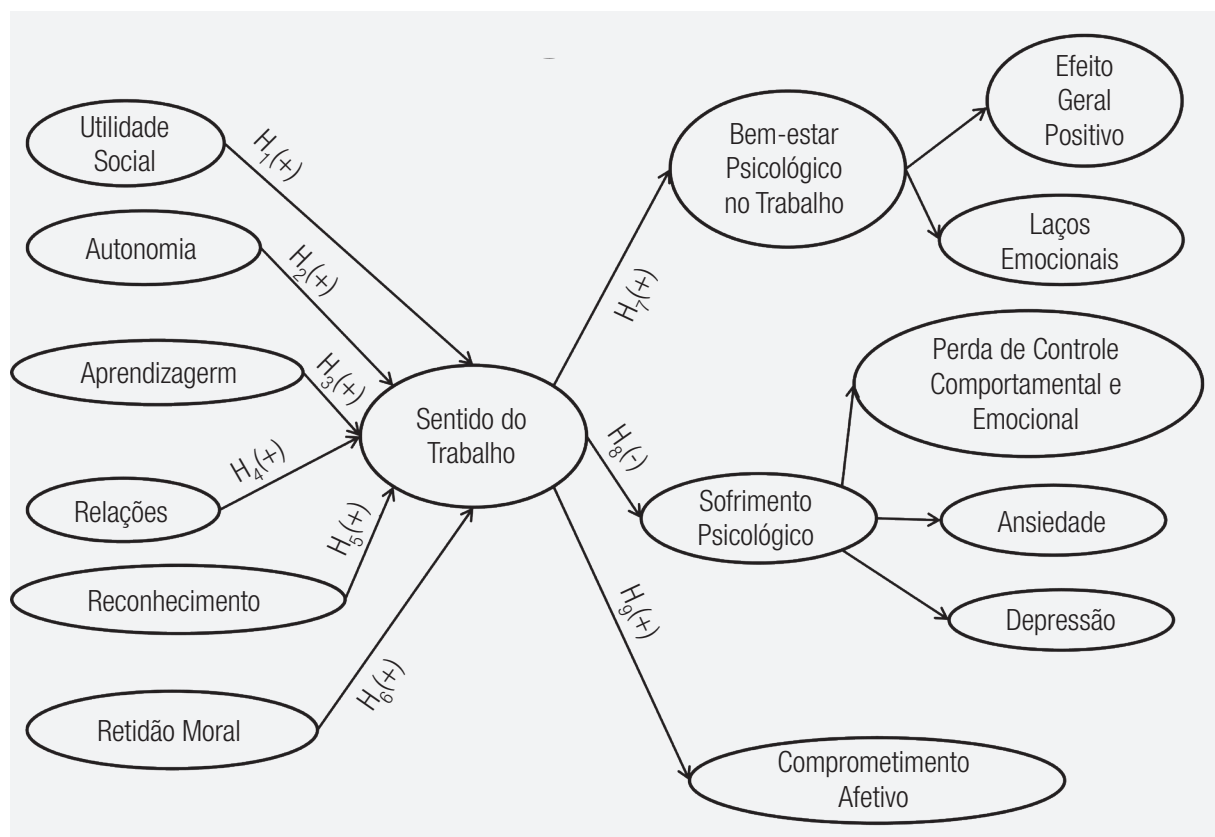 Utilidade
Social
H1(+)
Autonomia
H2(+)
Aprendizagerm
H3(+)
Relações
H4(+)
Reconhecimento
H5(+)
Retidão Moral
H6(+)
Sentido do
Trabalho
H7(+)
H8(-)
H9(+)
Bem-estar
Psicológico
no Trabalho
Efeito
Geral
Positivo
Laços
Emocionais
Sofrimento
Psicológico
Perda de Controle
Comportamental e
Emocional
Ansiedade
Depressão
Comprometimento
Afetivo